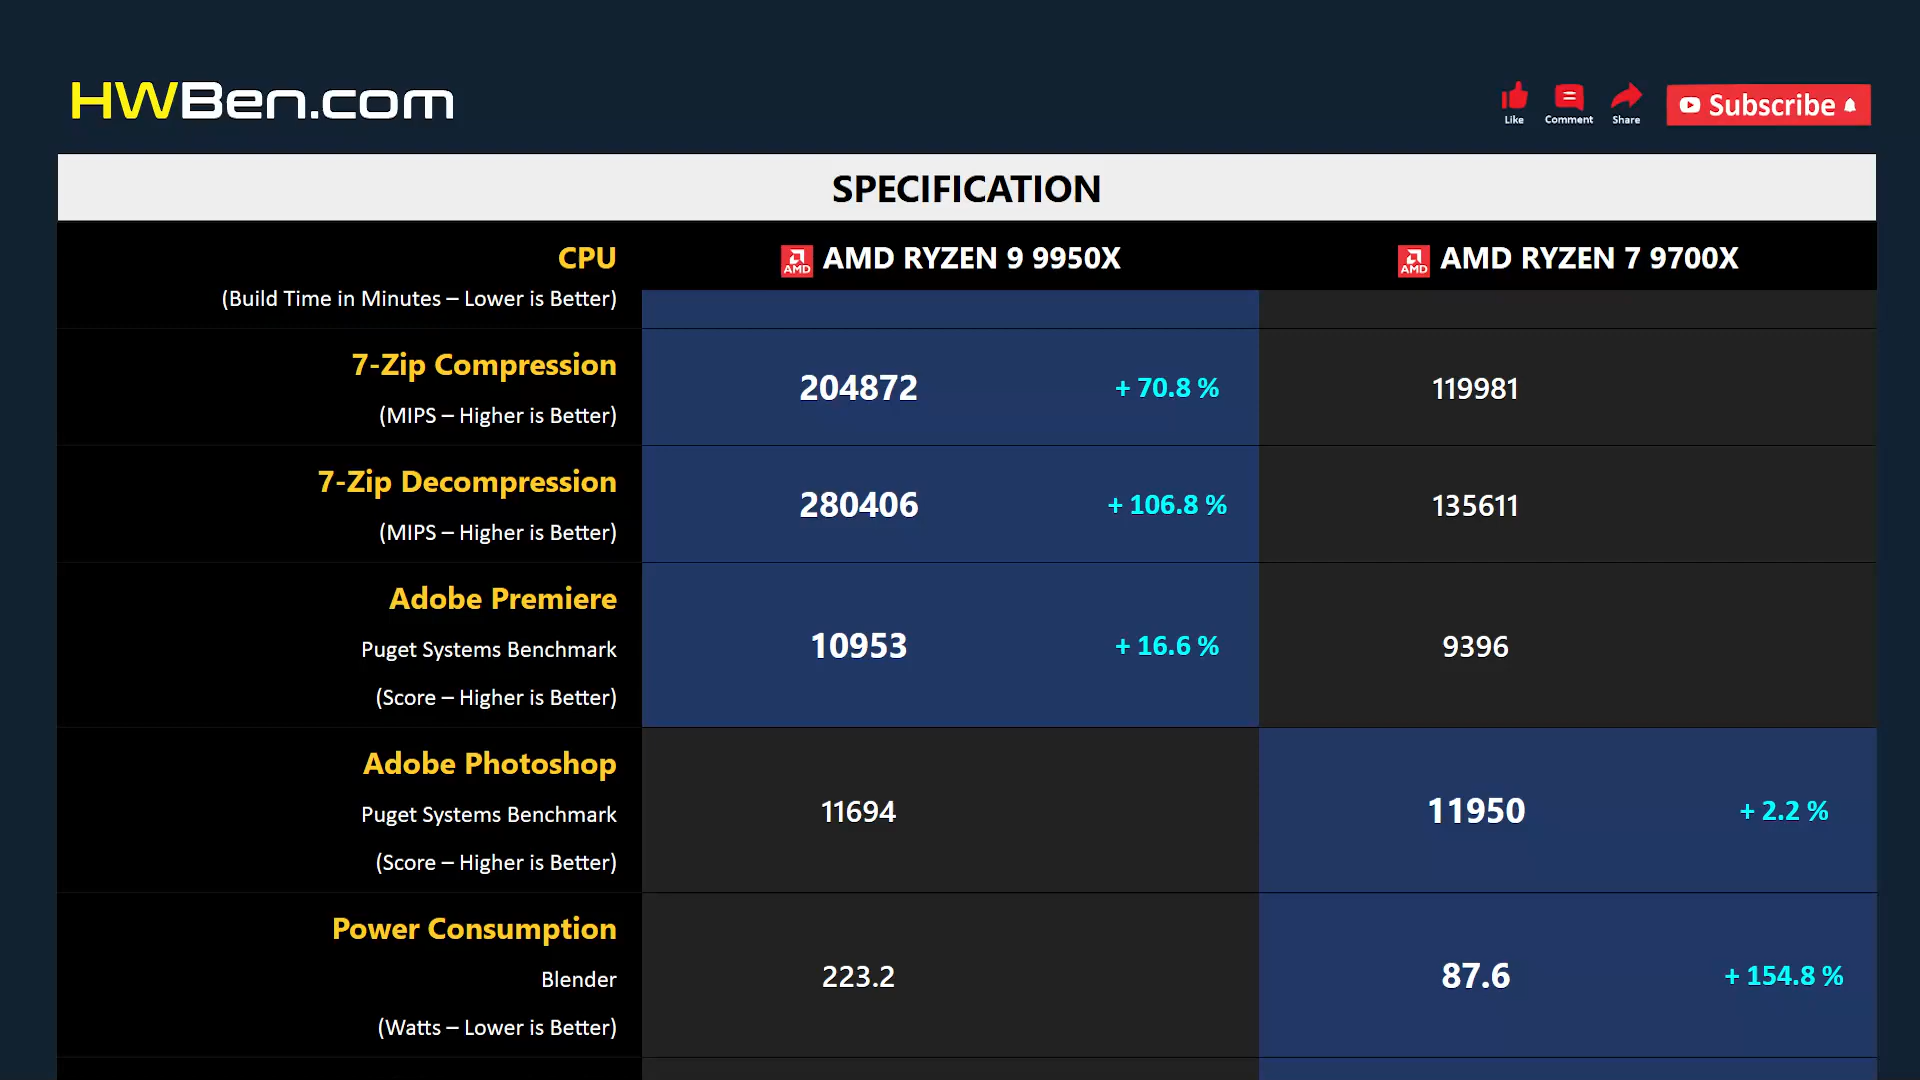 HWBen.com
Like
Comment
Share
Subscribe
SPECIFICATION
CPU
AMD AMD RYZEN 9 9950X
AMD AMD RYZEN 7 9700X
(Build Time in Minutes – Lower is Better)
7-Zip Compression
(MIPS – Higher is Better)
204872
+ 70.8 %
119981
7-Zip Decompression
(MIPS – Higher is Better)
280406
+ 106.8 %
135611
Adobe Premiere
Puget Systems Benchmark
(Score – Higher is Better)
10953
+ 16.6 %
9396
Adobe Photoshop
Puget Systems Benchmark
(Score – Higher is Better)
11694
11950
+ 2.2 %
Power Consumption
Blender
(Watts – Lower is Better)
223.2
87.6
+ 154.8 %